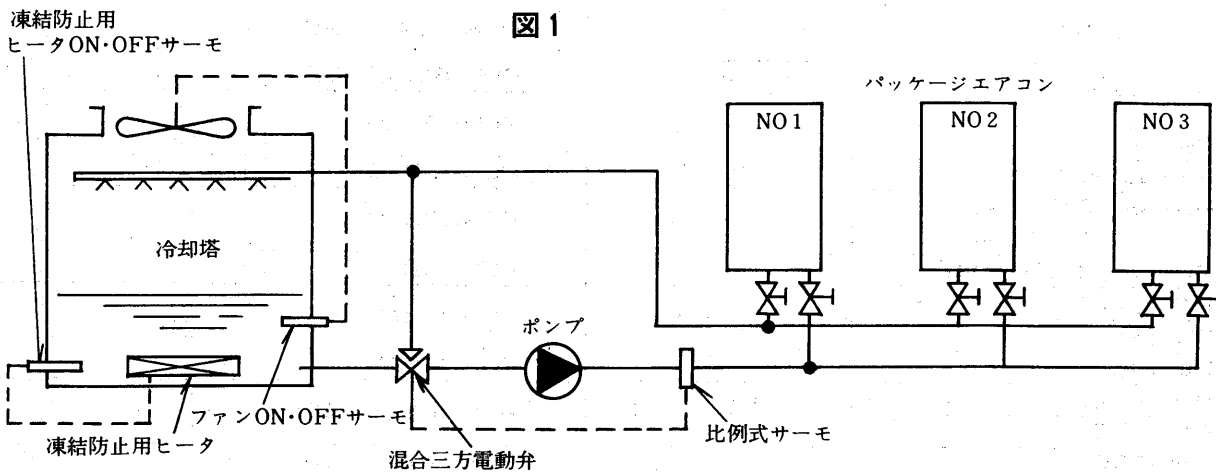 図1
凍結防止用
ヒータON・OFFサーモ
パッケージエアコン
NO1
NO2
NO3
冷却塔
ポンプ
ファンON・OFFサーモ
凍結防止用ヒータ
混合三方電動弁
比例式サーモ